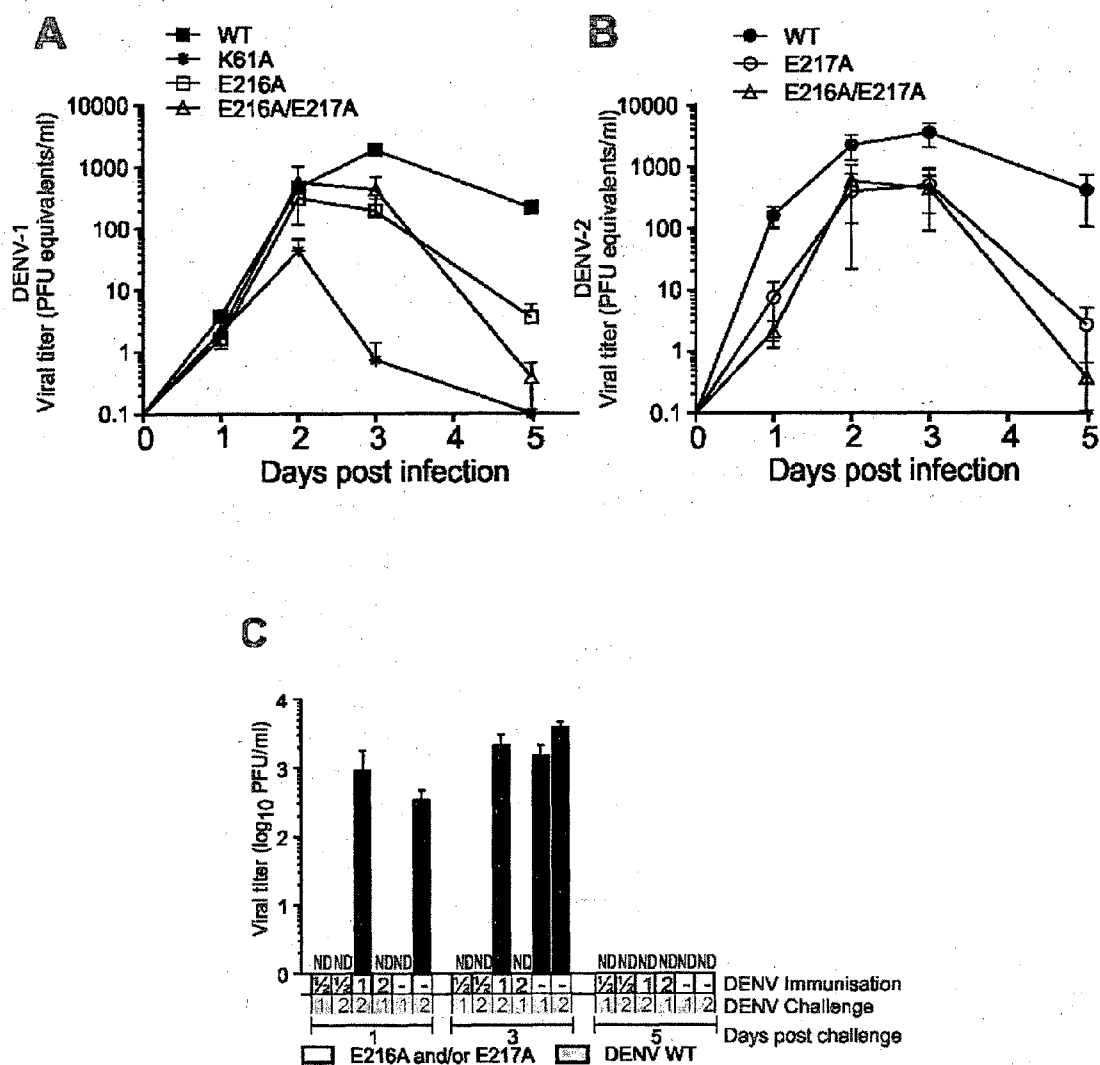 A
WT
K61A
E216A
E216A/E217A
10000
1000
100
10
1
0.1
DENV-1
Viral titer (PFU equivalents/ml)
0 1 2 3 4 5
Days post infection
B
WT
E217A
E216A/E217A
10000
1000
100
10
1
0.1
DENV-2
Viral titer (PFU equivalents/ml)
0 1 2 3 4 5
Days post infection
C
4
3
2
1
0
Viral titer (log10 PFU/ml)
ND ND ND ND ND ND ND ND ND ND ND ND ND
½ ½ 1 2 - - ½ ½ 1 2 - - ½ ½ 1 2 - - DENV Immunisation
1 2 2 1 1 2 1 2 2 1 1 2 1 2 2 1 1 2 DENV Challenge
1 3 5 Days post challenge
E216A and/or E217A DENV WT